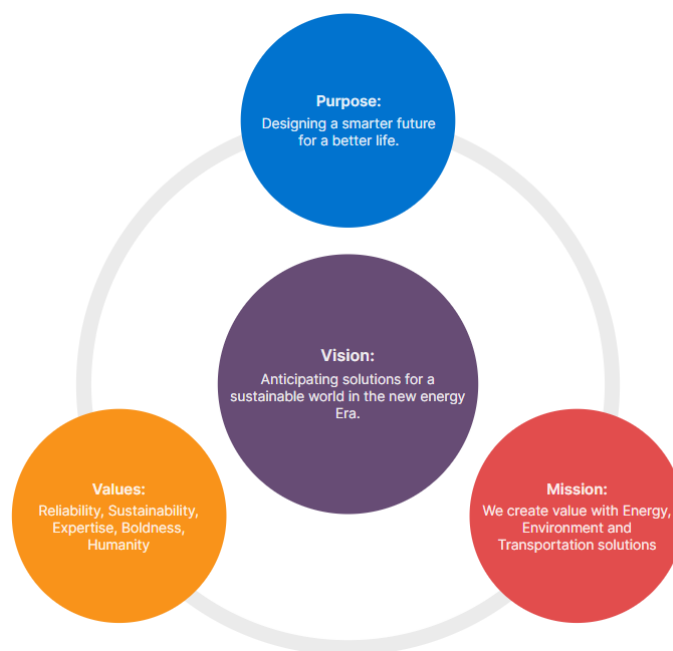 Purpose:
Designing a smarter future
for a better life.
Vision:
Anticipating solutions for a
sustainable world in the new energy
Era.
Values:
Reliability, Sustainability,
Expertise, Boldness,
Humanity
Mission:
We create value with Energy,
Environment and
Transportation solutions